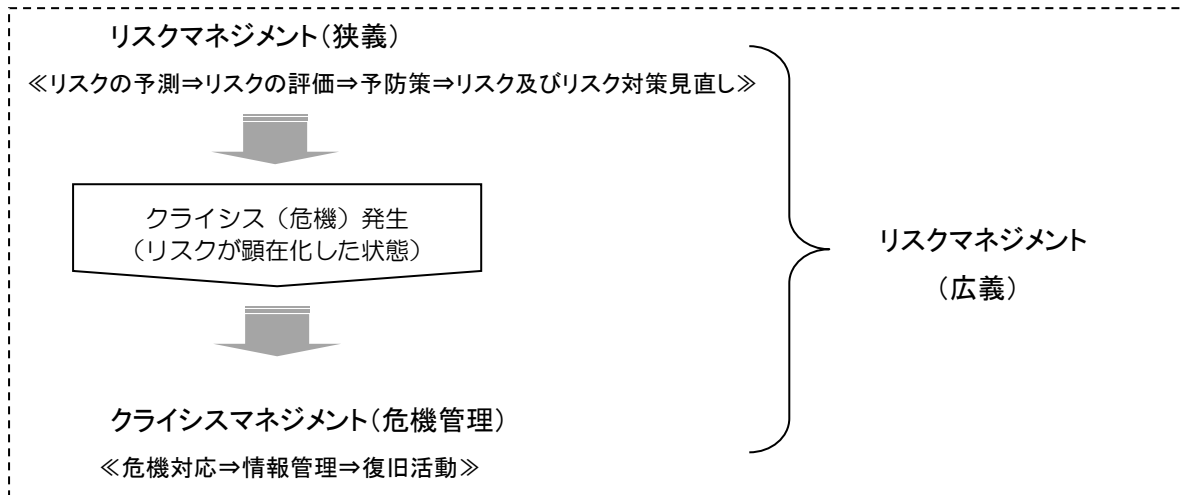 リスクマネジメント（狭義）
≪リスクの予測⇒リスクの評価⇒予防策⇒リスク及びリスク対策見直し≫
クライシス（危機）発生
（リスクが顕在化した状態）
リスクマネジメント
（広義）
クライシスマネジメント（危機管理）
≪危機対応⇒情報管理⇒復旧活動≫